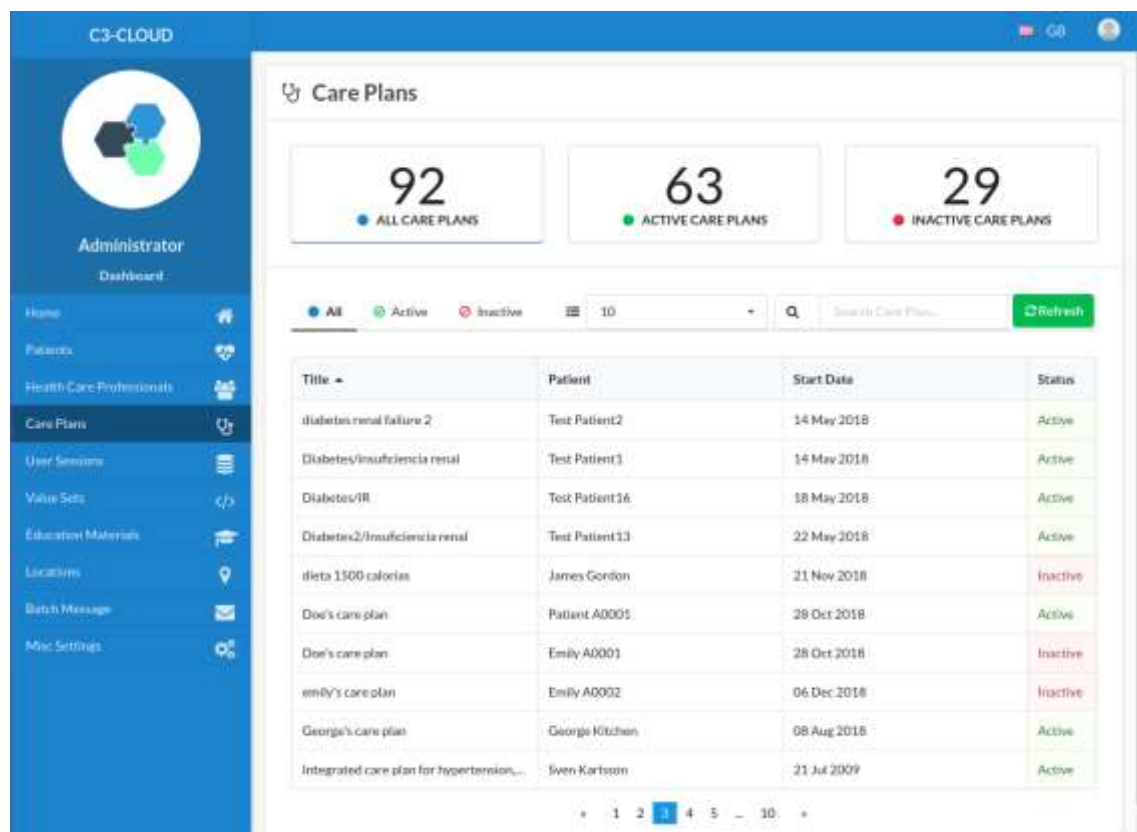 C3-CLOUD
GB
Administrator
Dashboard
Home
Patients
Health Care Professionals
Care Plans
User Sessions
Value Sets
Education Materials
Locations
Batch Message
Misc Settings
Care Plans
92
ALL CARE PLANS
63
ACTIVE CARE PLANS
29
INACTIVE CARE PLANS
All Active Inactive 10 Search Care Plan... Refresh
Title Patient Start Date Status
diabetes renal failure 2 Test Patient2 14 May 2018 Active
Diabetes/insuficiencia renal Test Patient1 14 May 2018 Active
Diabetes/IR Test Patient16 18 May 2018 Active
Diabetes2/Insuficiencia renal Test Patient13 22 May 2018 Active
dieta 1500 calorias James Gordon 21 Nov 2018 Inactive
Doe's care plan Patient A0001 28 Oct 2018 Active
Doe's care plan Emily A0001 28 Oct 2018 Inactive
emily's care plan Emily A0002 06 Dec 2018 Inactive
George's care plan George Kitchen 08 Aug 2018 Active
Integrated care plan for hypertension,... Sven Karlsson 21 Jul 2009 Active
« 1 2 3 4 5 ... 10 »